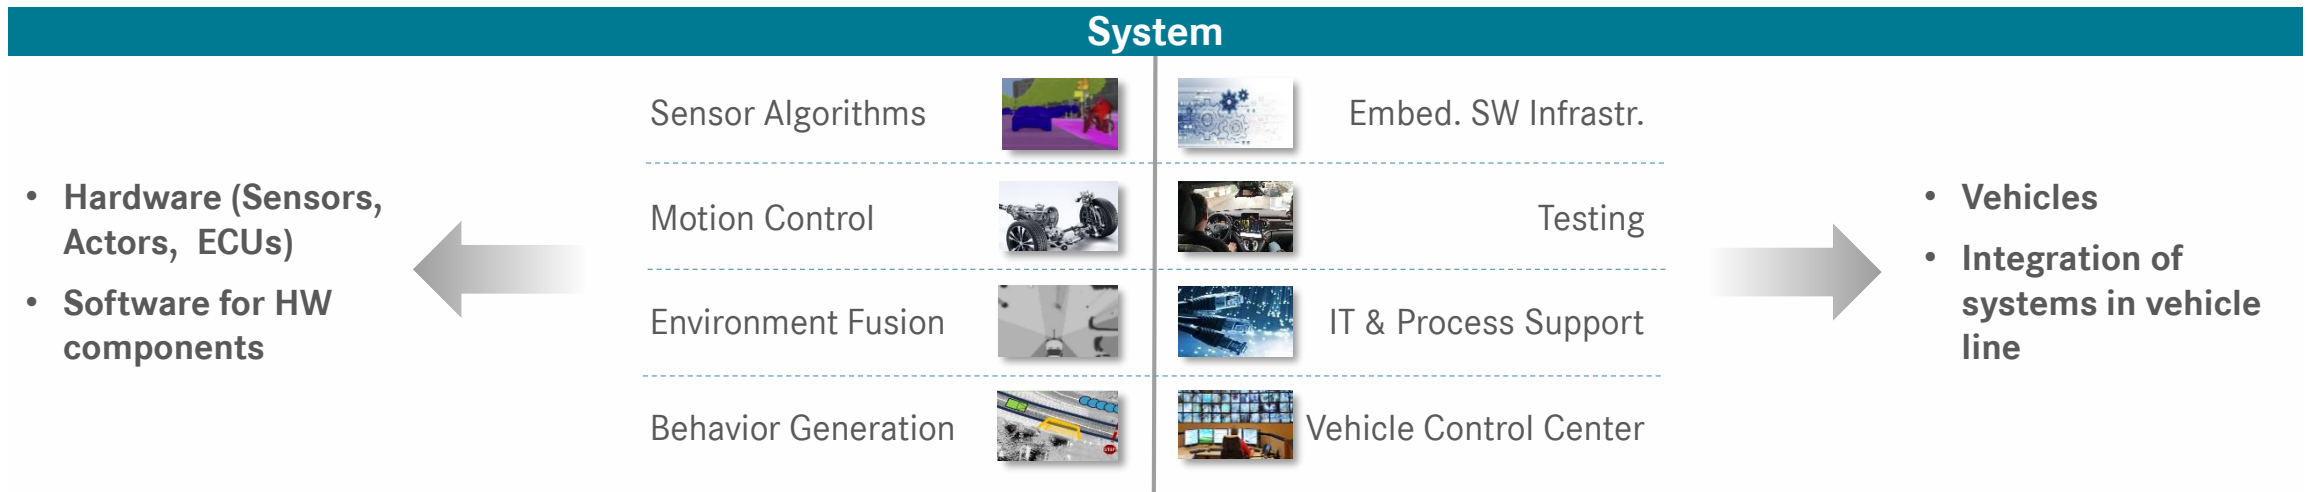 System
Sensor Algorithms
Embed. SW Infrastr.
• Hardware (Sensors,
Actors, ECUs)
• Software for HW
components
Motion Control
Testing
Environment Fusion
IT & Process Support
Behavior Generation
STOP
Vehicle Control Center
• Vehicles
• Integration of
systems in vehicle
line